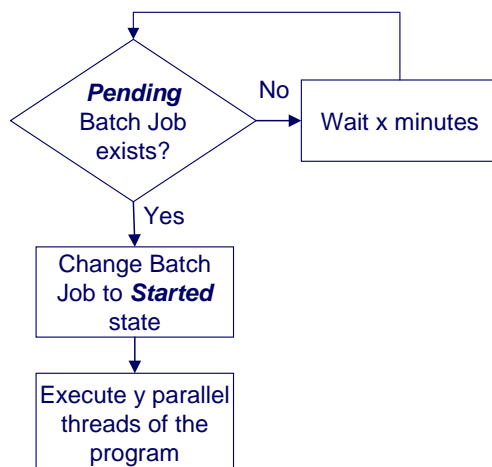 Pending
Batch Job
exists?
No
Wait x minutes
Yes
Change Batch
Job to Started
state
Execute y parallel
threads of the
program